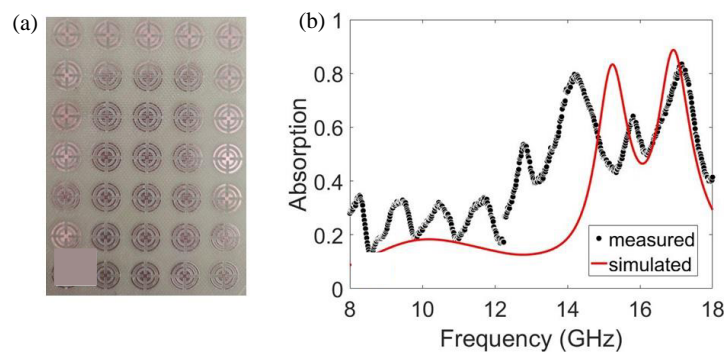 (a)
(b)
1
0.8
0.6
0.4
0.2
0
Absorption
measured
simulated
8
10
12
14
16
18
Frequency (GHz)